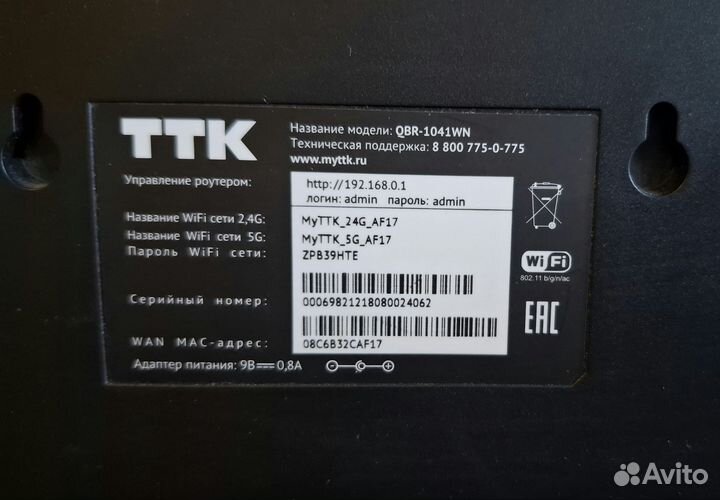 ТТК
Название модели: QBR-1041WN
Техническая поддержка: 8 800 775-0-775
www.myttk.ru
Управление роутером:
http://192.168.0.1
логин: admin пароль: admin
Название WiFi сети 2,4G: MyTTK_24G_AF17
Название WiFi сети 5G: MyTTK_5G_AF17
Пароль WiFi сети: ZPB39HTE
WiFi
802.11 b/g/n/ac
Серийный номер: 00069821218080024062
EAC
WAN MAC-адрес: 08C6B32CAF17
Адаптер питания: 9В 0,8А
Avito